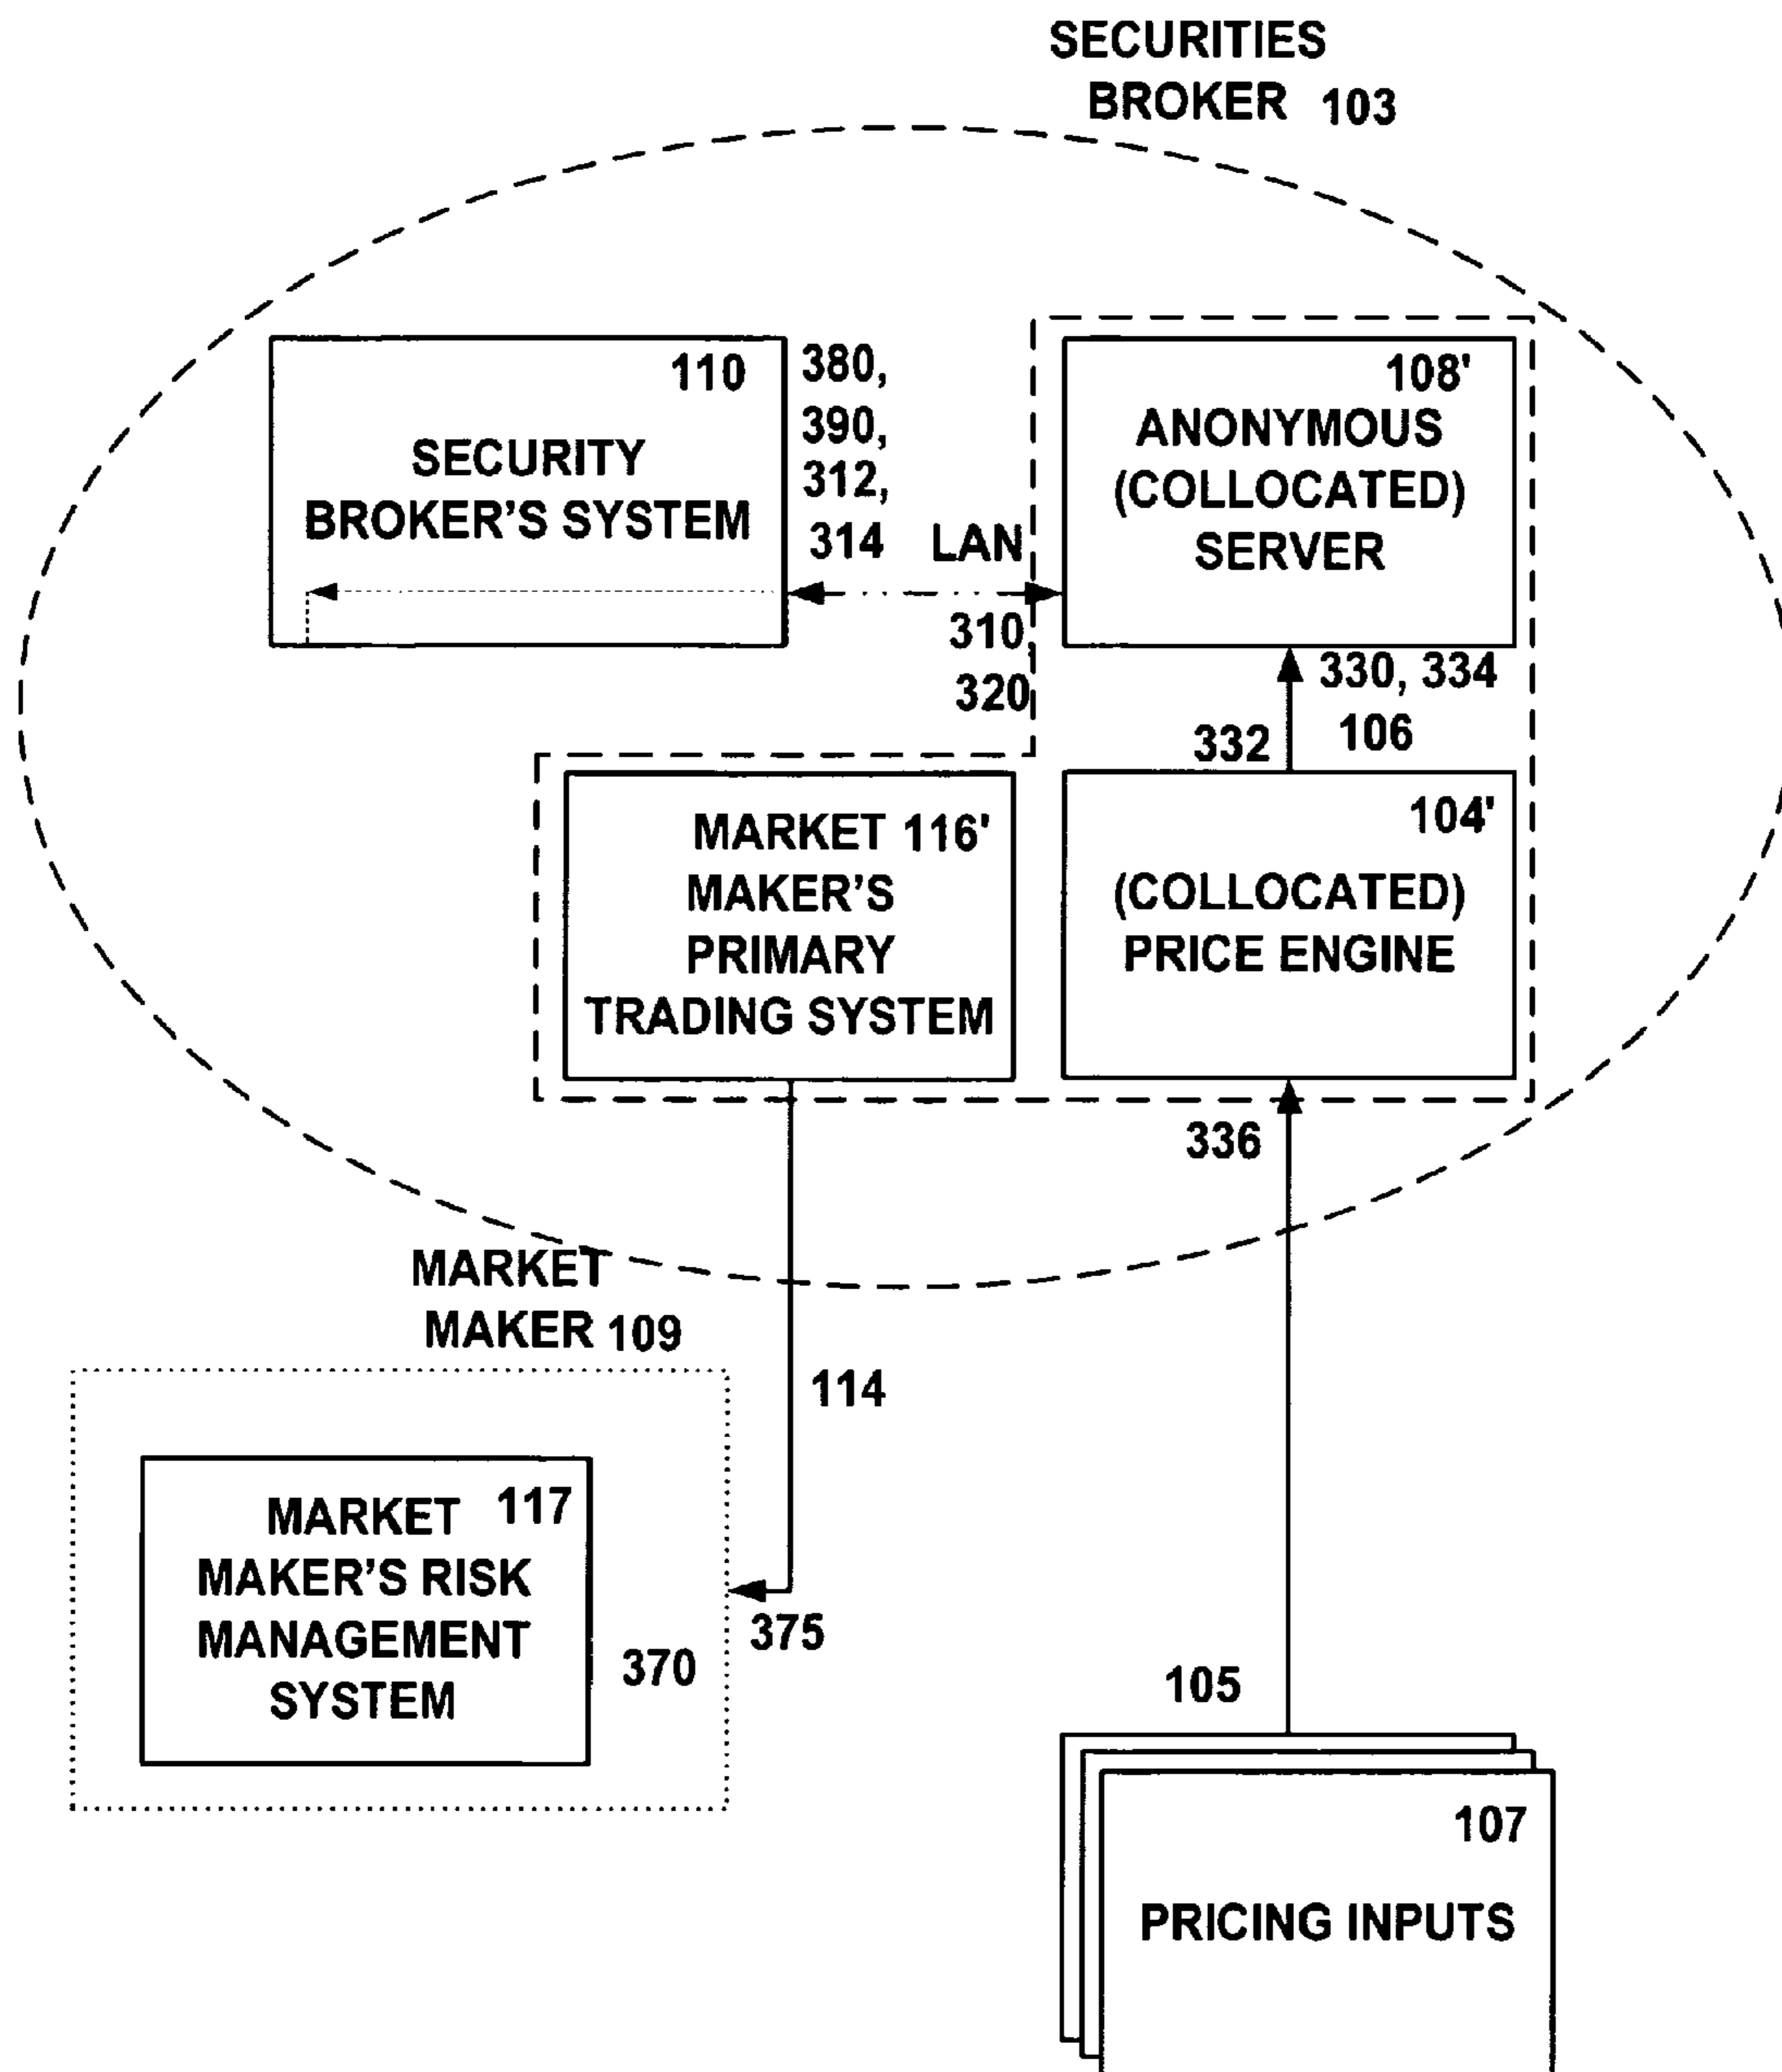 SECURITIES
BROKER 103
110
SECURITY
BROKER'S SYSTEM
380,
390,
312,
314 LAN
310
320
108'
ANONYMOUS
(COLLOCATED)
SERVER
330, 334
332 106
MARKET 116'
MAKER'S
PRIMARY
TRADING SYSTEM
104'
(COLLOCATED)
PRICE ENGINE
336
MARKET
MAKER 109
114
MARKET 117
MAKER'S RISK
MANAGEMENT
SYSTEM
370
375
105
107
PRICING INPUTS